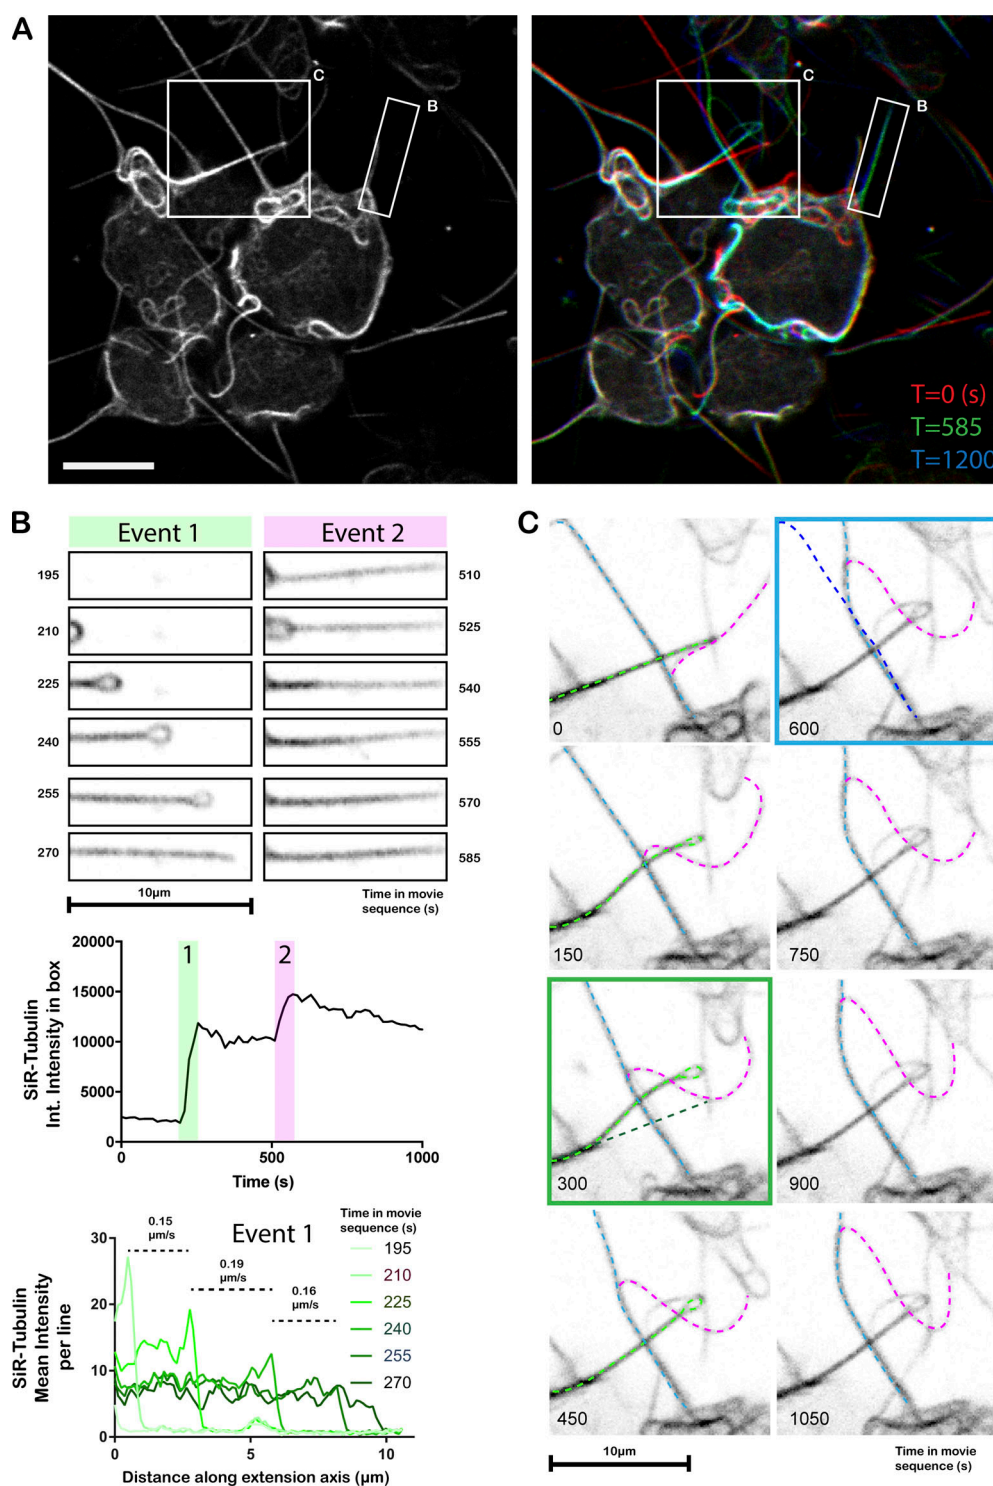 A
C
B
C
B
T=0 (s)
T=585
T=1200
B
Event 1
Event 2
195
510
210
525
225
540
240
555
255
570
270
585
10µm
Time in movie
sequence (s)
SiR-Tubulin
Int. Intensity in box
20000
15000
10000
5000
0
1
2
0
500
1000
Time (s)
SiR-Tubulin
Mean Intensity
per line
30
20
10
0
0.15
µm/s
0.19
µm/s
0.16
µm/s
Event 1
Time in movie
sequence (s)
195
210
225
240
255
270
0
5
10
Distance along extension axis (µm)
C
0
600
150
750
300
900
450
1050
10µm
Time in movie
sequence (s)